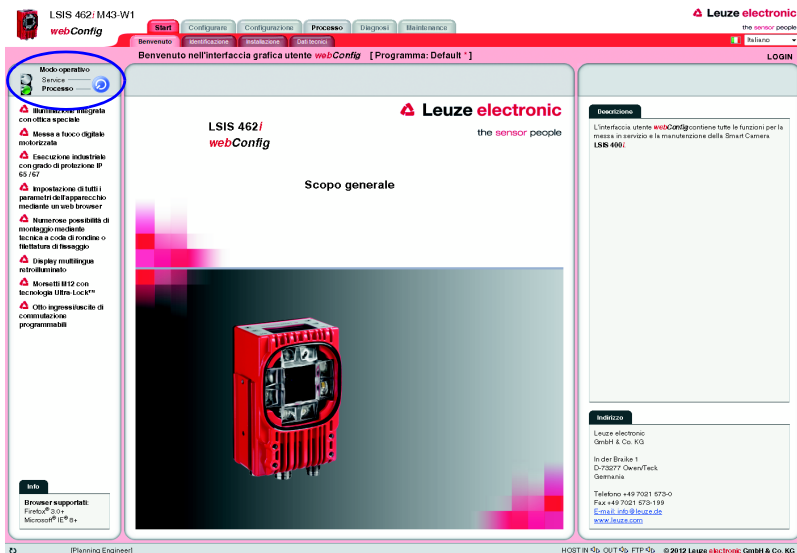 LSIS 462i M43-W1
webConfig
Start
Configurare
Configurazione
Processo
Diagnosi
Maintenance
Leuze electronic
the sensor people
Benvenuto
Identificazione
Installazione
Dati tecnici
Italiano
Benvenuto nell'interfaccia grafica utente webConfig [ Programma: Default * ]
LOGIN
Modo operativo
Service
Processo
Illuminazione integrata
con ottica speciale
Messa a fuoco digitale
motorizzata
Esecuzione industriale
con grado di protezione IP
65 /67
Impostazione di tutti i
parametri dell'apparecchio
mediante un web browser
Numerose possibilità di
montaggio mediante
tecnica a coda di rondine o
filettatura di fissaggio
Display multilingua
retroilluminato
Morsetti M12 con
tecnologia Ultra-Lock™
Otto ingressi/uscite di
commutazione
programmabili
Info
Browser supportati:
Firefox® 3.0+
Microsoft® IE® 8+
Leuze electronic
the sensor people
LSIS 462i
webConfig
Scopo generale
Descrizione
L'interfaccia utente webConfig contiene tutte le funzioni per la
messa in servizio e la manutenzione della Smart Camera
LSIS 400i.
Indirizzo
Leuze electronic
GmbH & Co. KG
In der Braike 1
D-73277 Owen/Teck
Germania
Telefono +49 7021 573-0
Fax +49 7021 573-199
E-mail: info@leuze.de
www.leuze.com
[Planning Engineer]
HOST IN OUT FTP © 2012 Leuze electronic GmbH & Co. KG